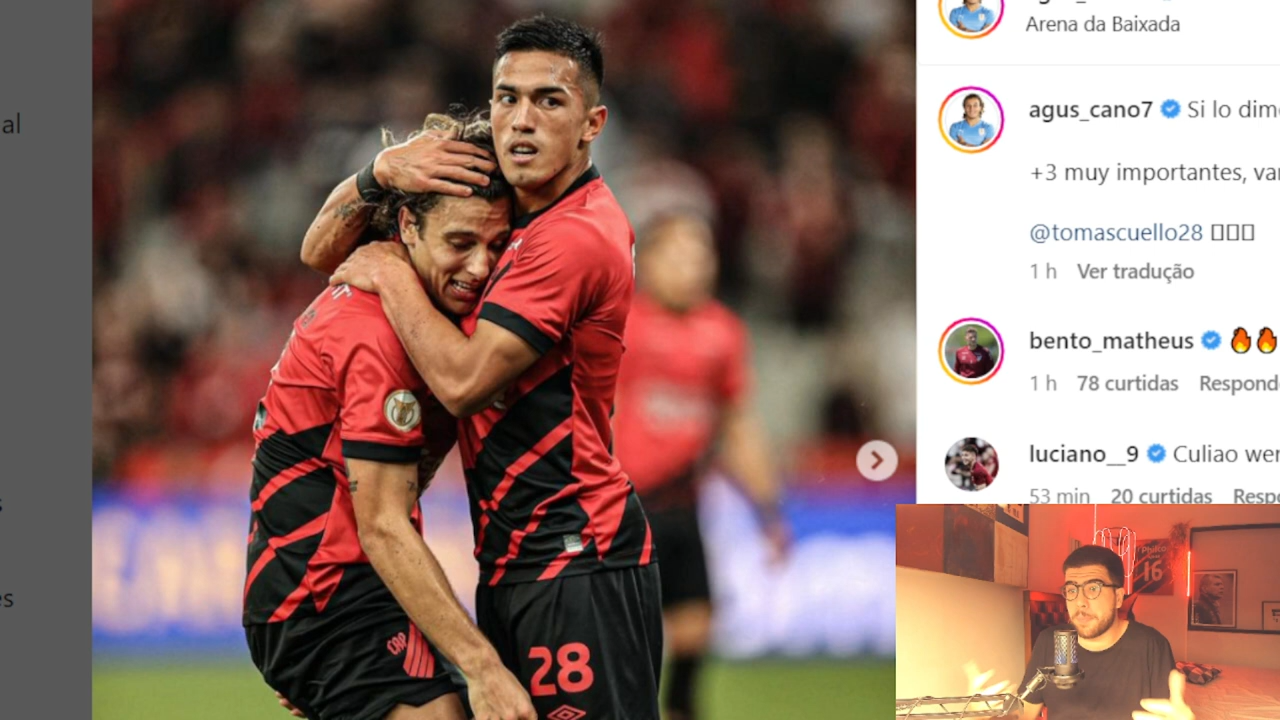 al
s
es
Arena da Baixada
agus_cano7 Si lo dim
+3 muy importantes, va
@tomascuello28
1 h Ver tradução
bento_matheus 🔥🔥
1 h 78 curtidas Respond
luciano__9 Culiao wer
53 min 20 curtidas Resp
CAP
28
Philco
16